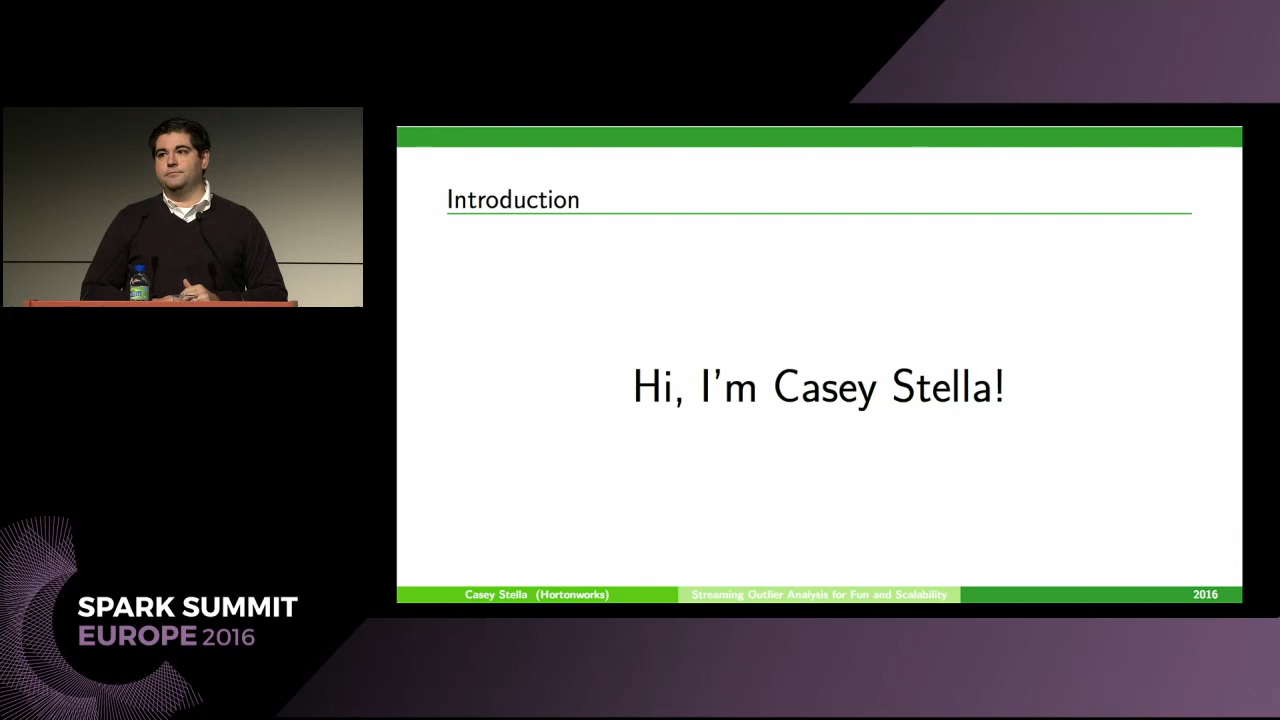 Introduction
Hi, I'm Casey Stella!
Casey Stella (Hortonworks)
Streaming Outlier Analysis for Fun and Scalability
2016
SPARK SUMMIT
EUROPE 2016